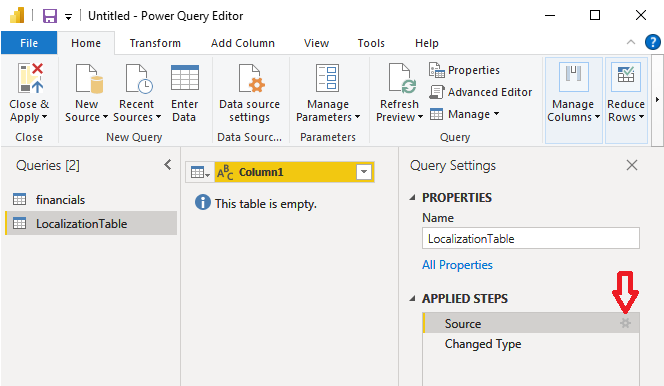 Untitled - Power Query Editor
File Home Transform Add Column View Tools Help
Close & Apply
New Source
Recent Sources
Enter Data
Data source settings
Manage Parameters
Refresh Preview
Properties
Advanced Editor
Manage
Manage Columns
Reduce Rows
Close New Query Data Sourc... Parameters Query
Queries [2]
financials
LocalizationTable
ABC Column1
This table is empty.
Query Settings
PROPERTIES
Name
LocalizationTable
All Properties
APPLIED STEPS
Source
Changed Type